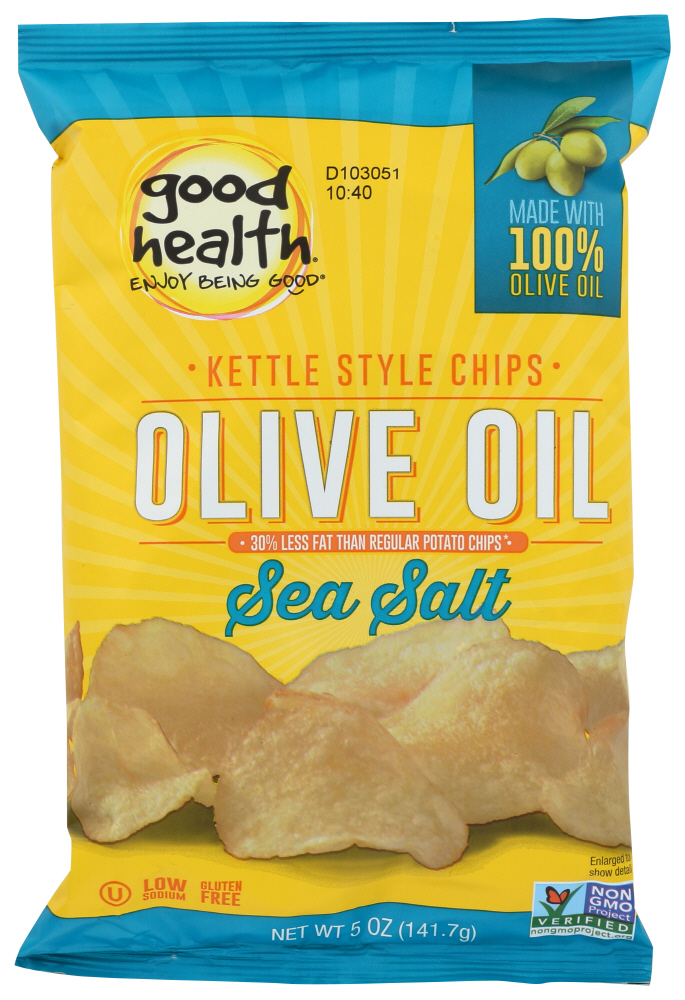 good
health®
ENJOY BEING GOOD®
D103051
10:40
MADE WITH
100%
OLIVE OIL
• KETTLE STYLE CHIPS •
OLIVE OIL
• 30% LESS FAT THAN REGULAR POTATO CHIPS*•
Sea Salt
Enlarged to
show detail
U
LOW
SODIUM
GLUTEN
FREE
NON
GMO
Project
VERIFIED
nongmoproject.org
NET WT 5 OZ (141.7g)